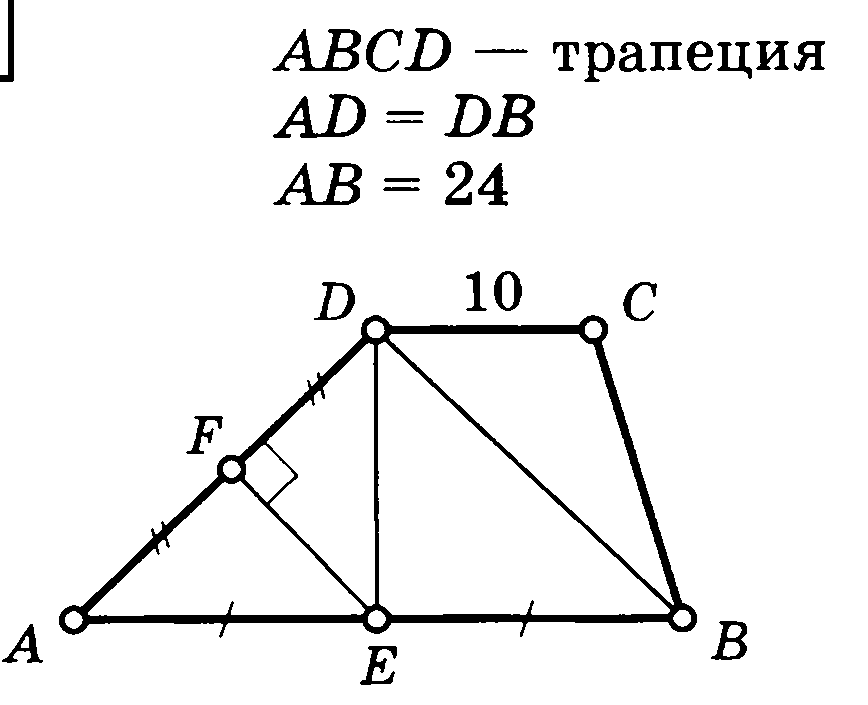 ABCD — трапеция
AD = DB
AB = 24
D 10 C
F
A E B